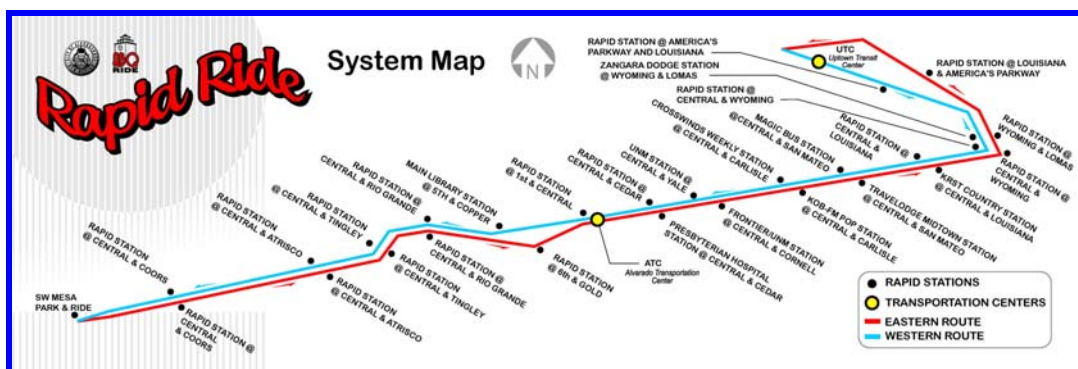 Rapid Ride
ABQ
RIDE
System Map
N
RAPID STATION @ AMERICA'S
PARKWAY AND LOUISIANA
ZANGARA DODGE STATION
@ WYOMING & LOMAS
RAPID STATION @
CENTRAL & WYOMING
UTC
Uptown Transit
Center
RAPID STATION @ LOUISIANA
& AMERICA'S PARKWAY
RAPID STATION @
WYOMING & LOMAS
RAPID STATION @
CENTRAL &
WYOMING
RAPID STATION @
CENTRAL &
LOUISIANA
MAGIC BUS STATION
@CENTRAL & SAN MATEO
CROSSWINDS WEEKLY STATION
@ CENTRAL & CARLISLE
UNM STATION @
CENTRAL & YALE
RAPID STATION @
CENTRAL & CEDAR
RAPID STATION
@ 1st & CENTRAL
MAIN LIBRARY STATION
@ 5TH & COPPER
RAPID STATION @
CENTRAL & RIO GRANDE
RAPID STATION
@ CENTRAL & TINGLEY
RAPID STATION
@ CENTRAL & ATRISCO
RAPID STATION
@ CENTRAL & COORS
SW MESA
PARK & RIDE
RAPID STATION @
CENTRAL
& COORS
RAPID STATION
@ CENTRAL & ATRISCO
RAPID STATION
@ CENTRAL & TINGLEY
RAPID STATION @
CENTRAL & RIO GRANDE
RAPID STATION
@ 6th & GOLD
ATC
Alvarado Transportation
Center
PRESBYTERIAN HOSPITAL
STATION @ CENTRAL & CEDAR
FRONTIER/UNM STATION
@ CENTRAL & CORNELL
KOB-FM POP STATION
@ CENTRAL & CARLISLE
TRAVELODGE MIDTOWN STATION
@ CENTRAL & SAN MATEO
KRST COUNTRY STATION
@ CENTRAL & LOUISIANA
RAPID STATIONS
TRANSPORTATION CENTERS
EASTERN ROUTE
WESTERN ROUTE